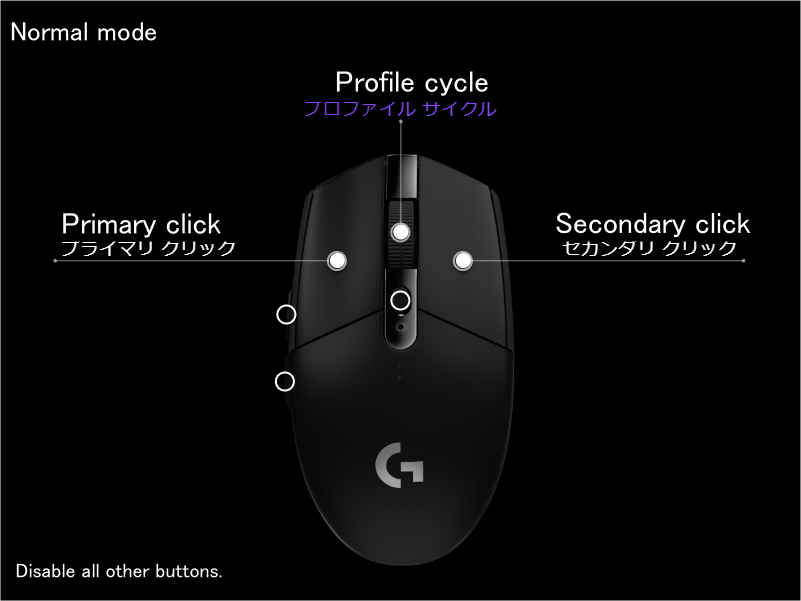 Normal mode
Profile cycle
プロファイル サイクル
Primary click
プライマリ クリック
Secondary click
セカンダリ クリック
G
Disable all other buttons.